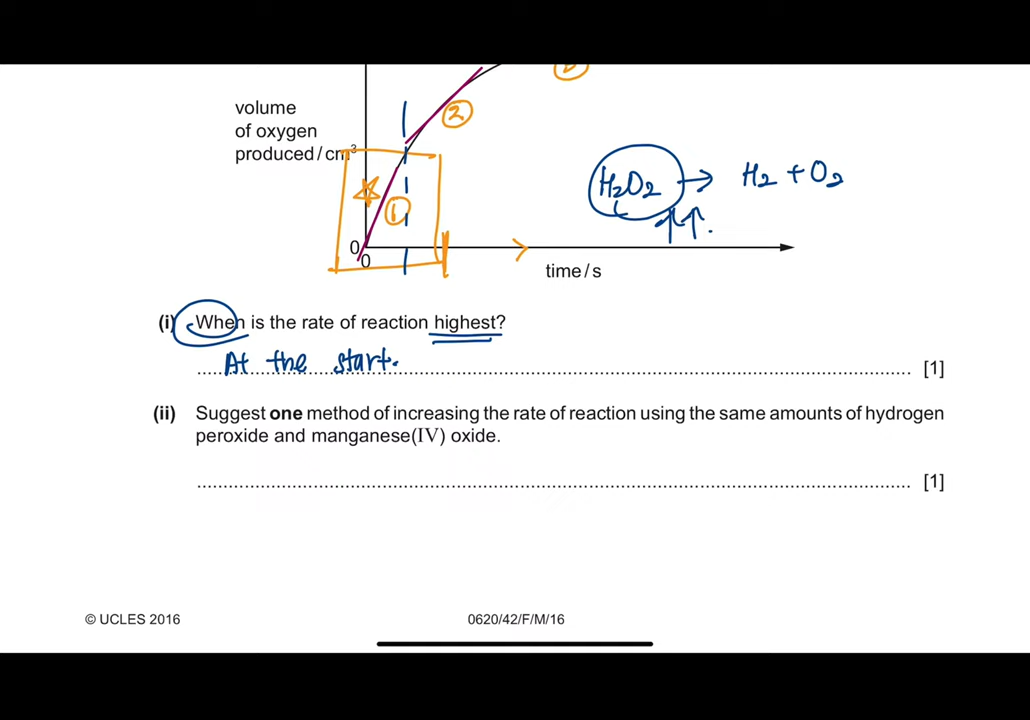 volume
of oxygen
produced / cm³
2
1
H₂O₂ → H₂ + O₂
↑↑.
0
0
time / s
(i) When is the rate of reaction highest?
At the start. [1]
(ii) Suggest one method of increasing the rate of reaction using the same amounts of hydrogen
peroxide and manganese(IV) oxide.
[1]
© UCLES 2016 0620/42/F/M/16